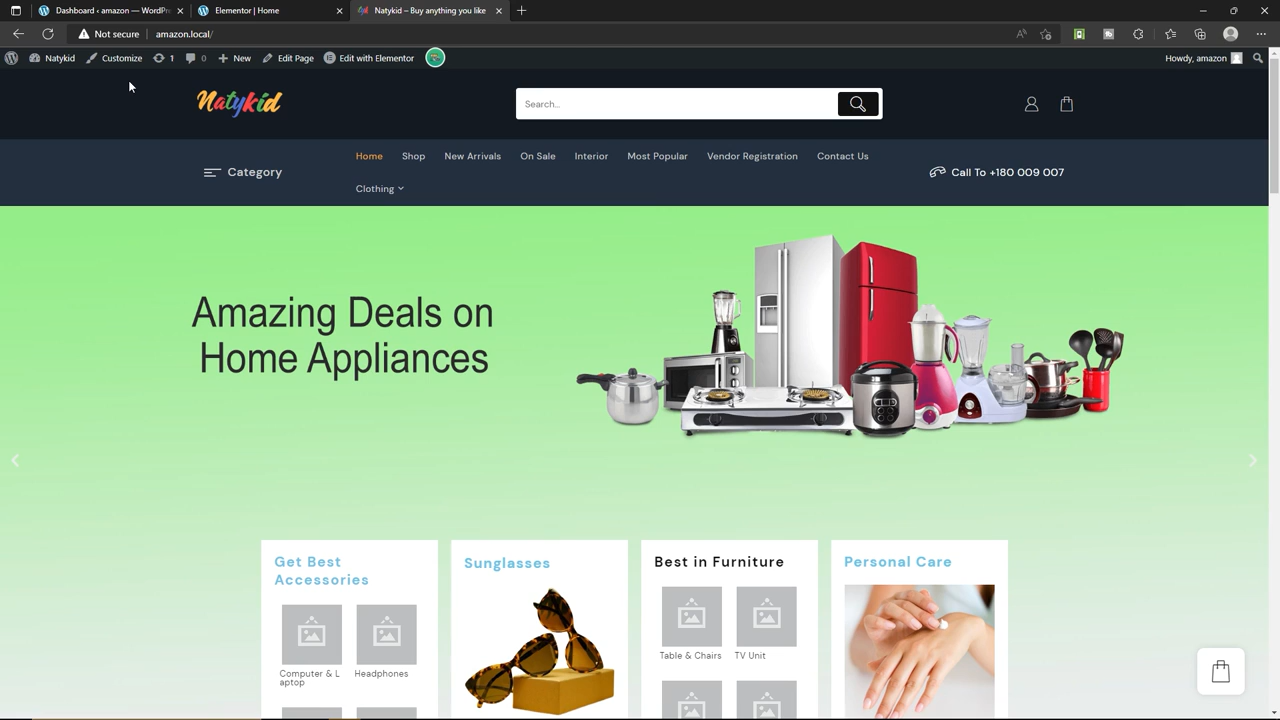 Dashboard ‹ amazon — WordPr
Elementor | Home
Natykid – Buy anything you like
Not secure
amazon.local/
Natykid
Customize
1
0
New
Edit Page
Edit with Elementor
Howdy, amazon
Natykid
Search...
Category
Home
Shop
New Arrivals
On Sale
Interior
Most Popular
Vendor Registration
Contact Us
Clothing
Call To +180 009 007
Amazing Deals on
Home Appliances
Get Best
Accessories
Computer & L
aptop
Headphones
Sunglasses
Best in Furniture
Table & Chairs
TV Unit
Personal Care